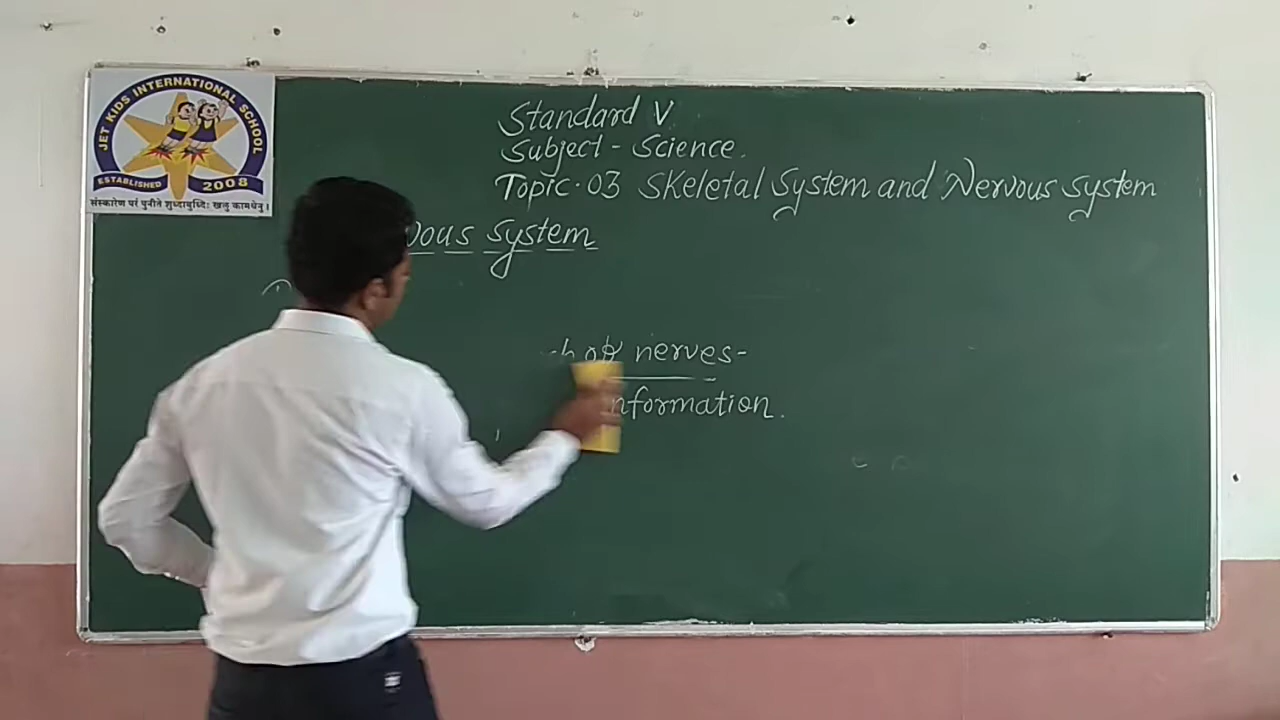 JET KIDS INTERNATIONAL SCHOOL
ESTABLISHED 2008
संस्कारेण परं पुनीते शुध्दाबुध्दिः खलु कामधेनु।
Standard V
Subject - Science.
Topic. 03 Skeletal System and Nervous System
vous System
nerves-
nformation.